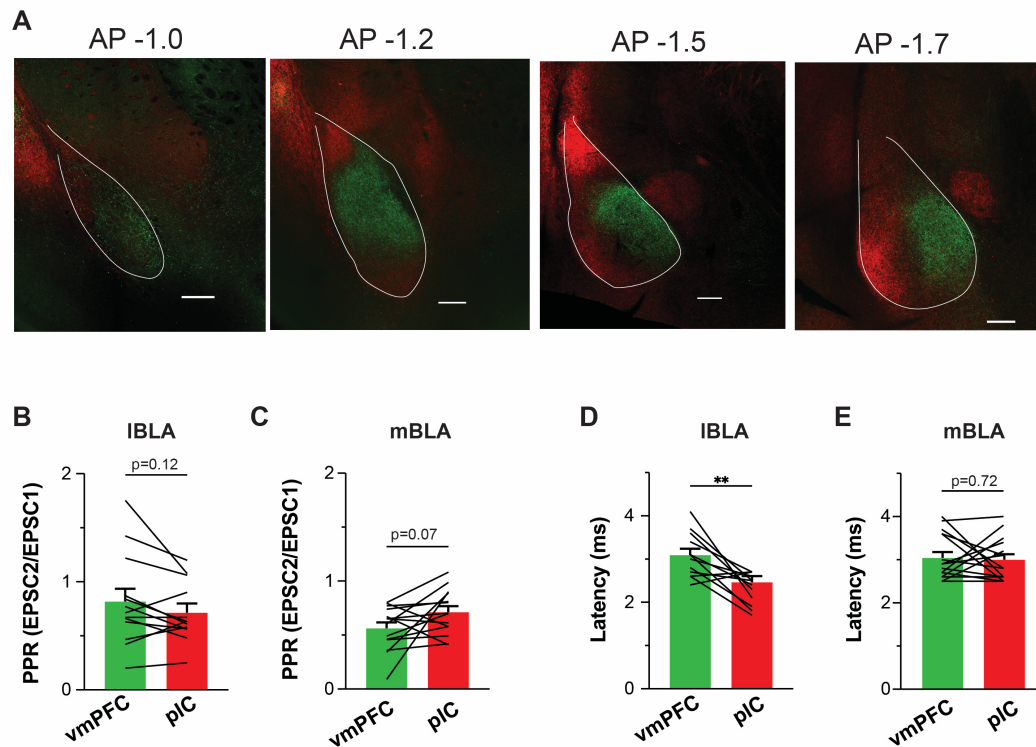 A
AP -1.0
AP -1.2
AP -1.5
AP -1.7
B
lBLA
p=0.12
PPR (EPSC2/EPSC1)
2
1
0
vmPFC
pIC
C
mBLA
p=0.07
PPR (EPSC2/EPSC1)
2
1
0
vmPFC
pIC
D
lBLA
**
Latency (ms)
4
2
0
vmPFC
pIC
E
mBLA
p=0.72
Latency (ms)
4
2
0
vmPFC
pIC